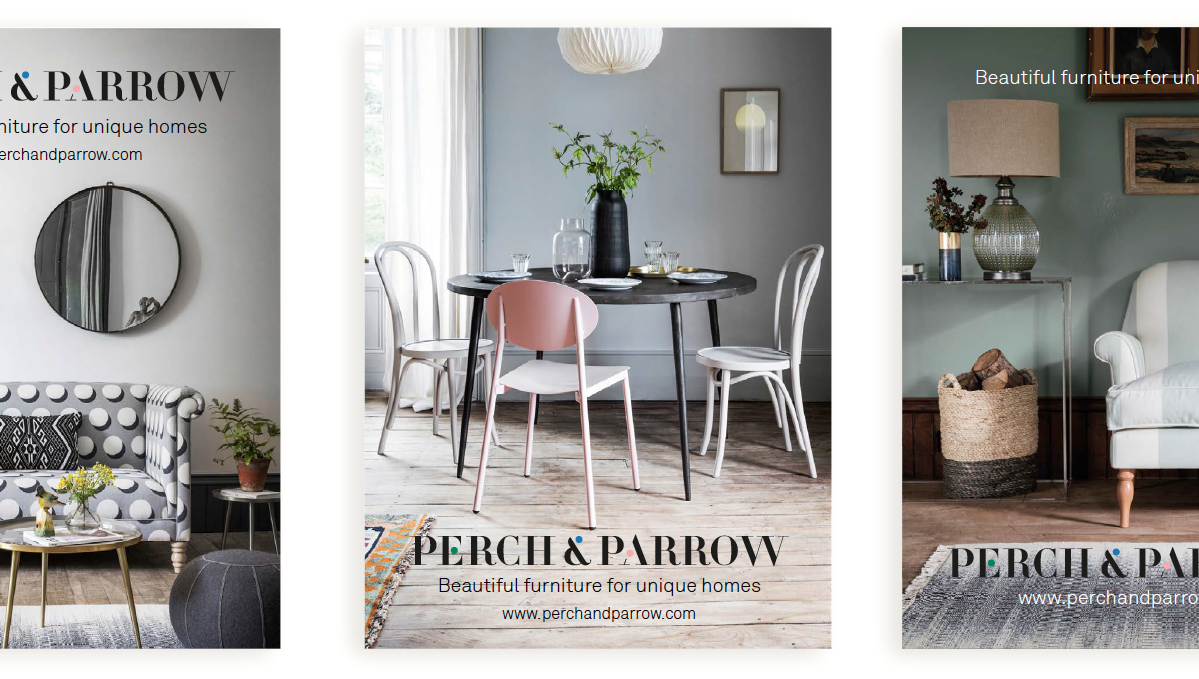 & PARROW
niture for unique homes
erchandparrow.com
PERCH & PARROW
Beautiful furniture for unique homes
www.perchandparrow.com
Beautiful furniture for uni
PERCH & PA
www.perchandparro